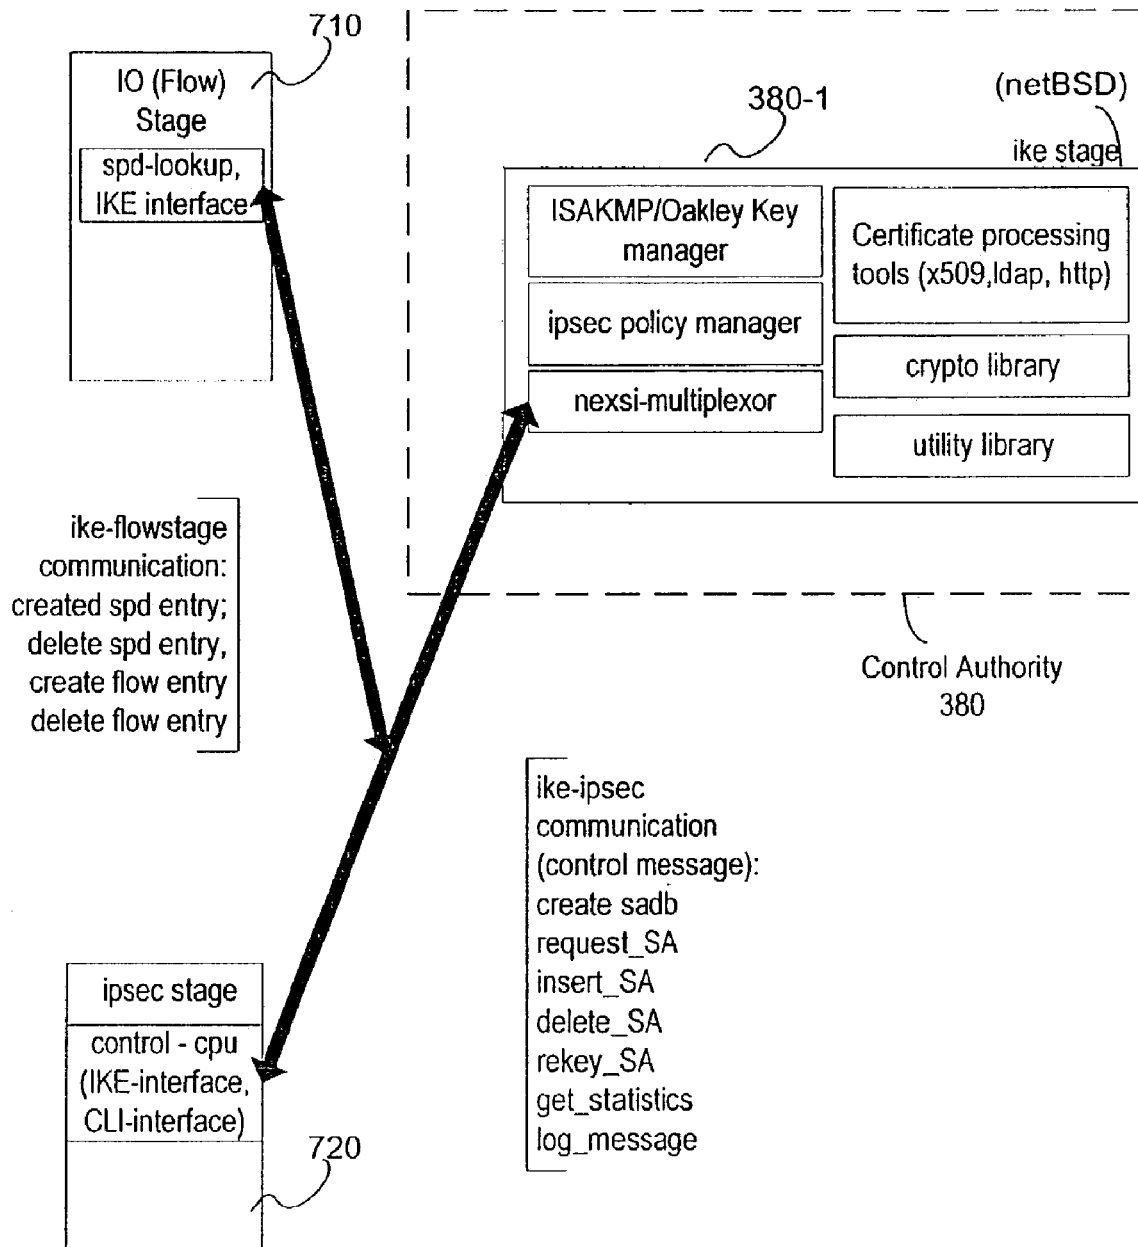 710
IO (Flow)
Stage
spd-lookup,
IKE interface
380-1
(netBSD)
ike stage
ISAKMP/Oakley Key
manager
ipsec policy manager
nexsi-multiplexor
Certificate processing
tools (x509,ldap, http)
crypto library
utility library
ike-flowstage
communication:
created spd entry;
delete spd entry,
create flow entry
delete flow entry
Control Authority
380
ike-ipsec
communication
(control message):
create sadb
request_SA
insert_SA
delete_SA
rekey_SA
get_statistics
log_message
ipsec stage
control - cpu
(IKE-interface,
CLI-interface)
720